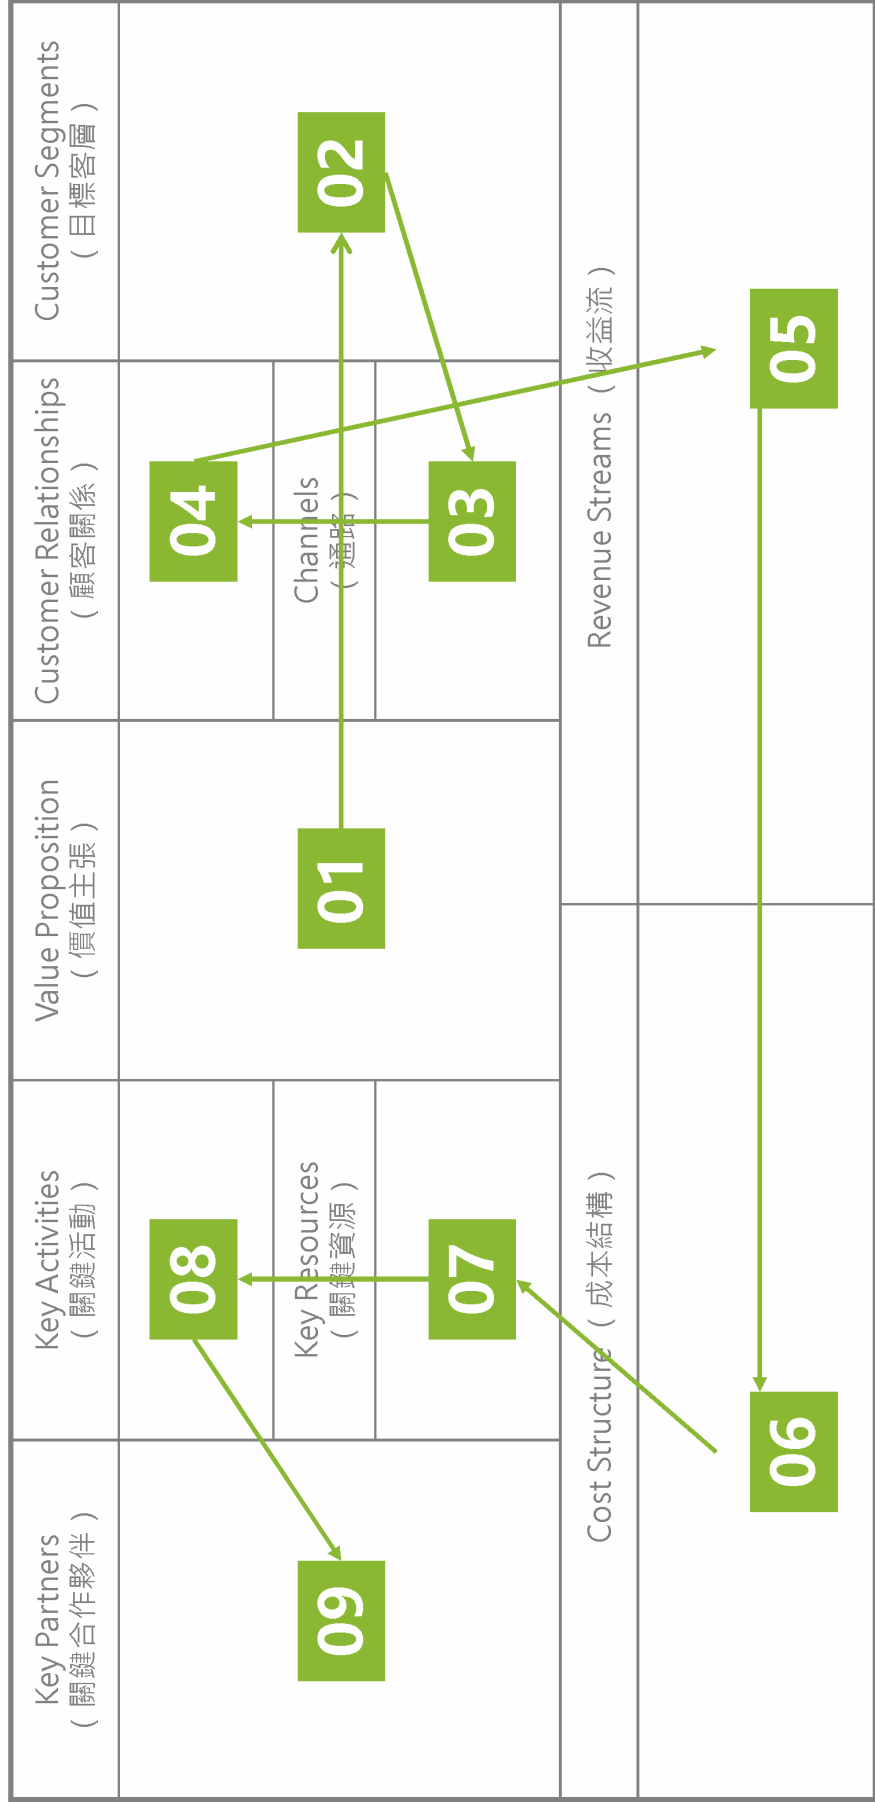 Key Partners
（ 關鍵合作夥伴 ）
09
Key Activities
（ 關鍵活動 ）
08
Key Resources
（ 關鍵資源 ）
07
Value Proposition
（ 價值主張 ）
01
Customer Relationships
（ 顧客關係 ）
04
Channels
（ 通路 ）
03
Customer Segments
（ 目標客層 ）
02
Cost Structure （ 成本結構 ）
06
Revenue Streams （ 收益流 ）
05